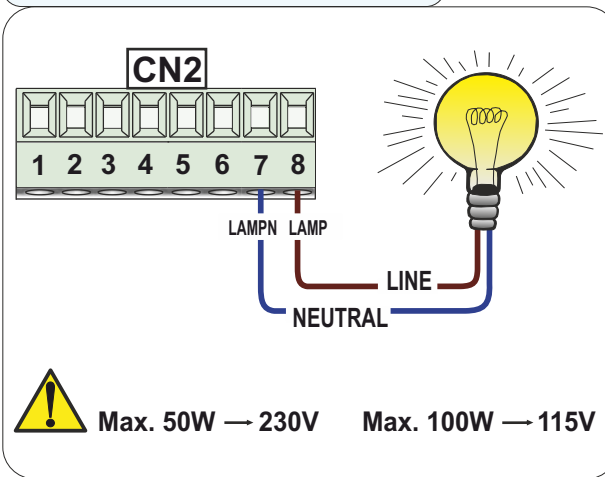 CN2
1 2 3 4 5 6 7 8
LAMPN LAMP
LINE
NEUTRAL
Max. 50W → 230V Max. 100W → 115V